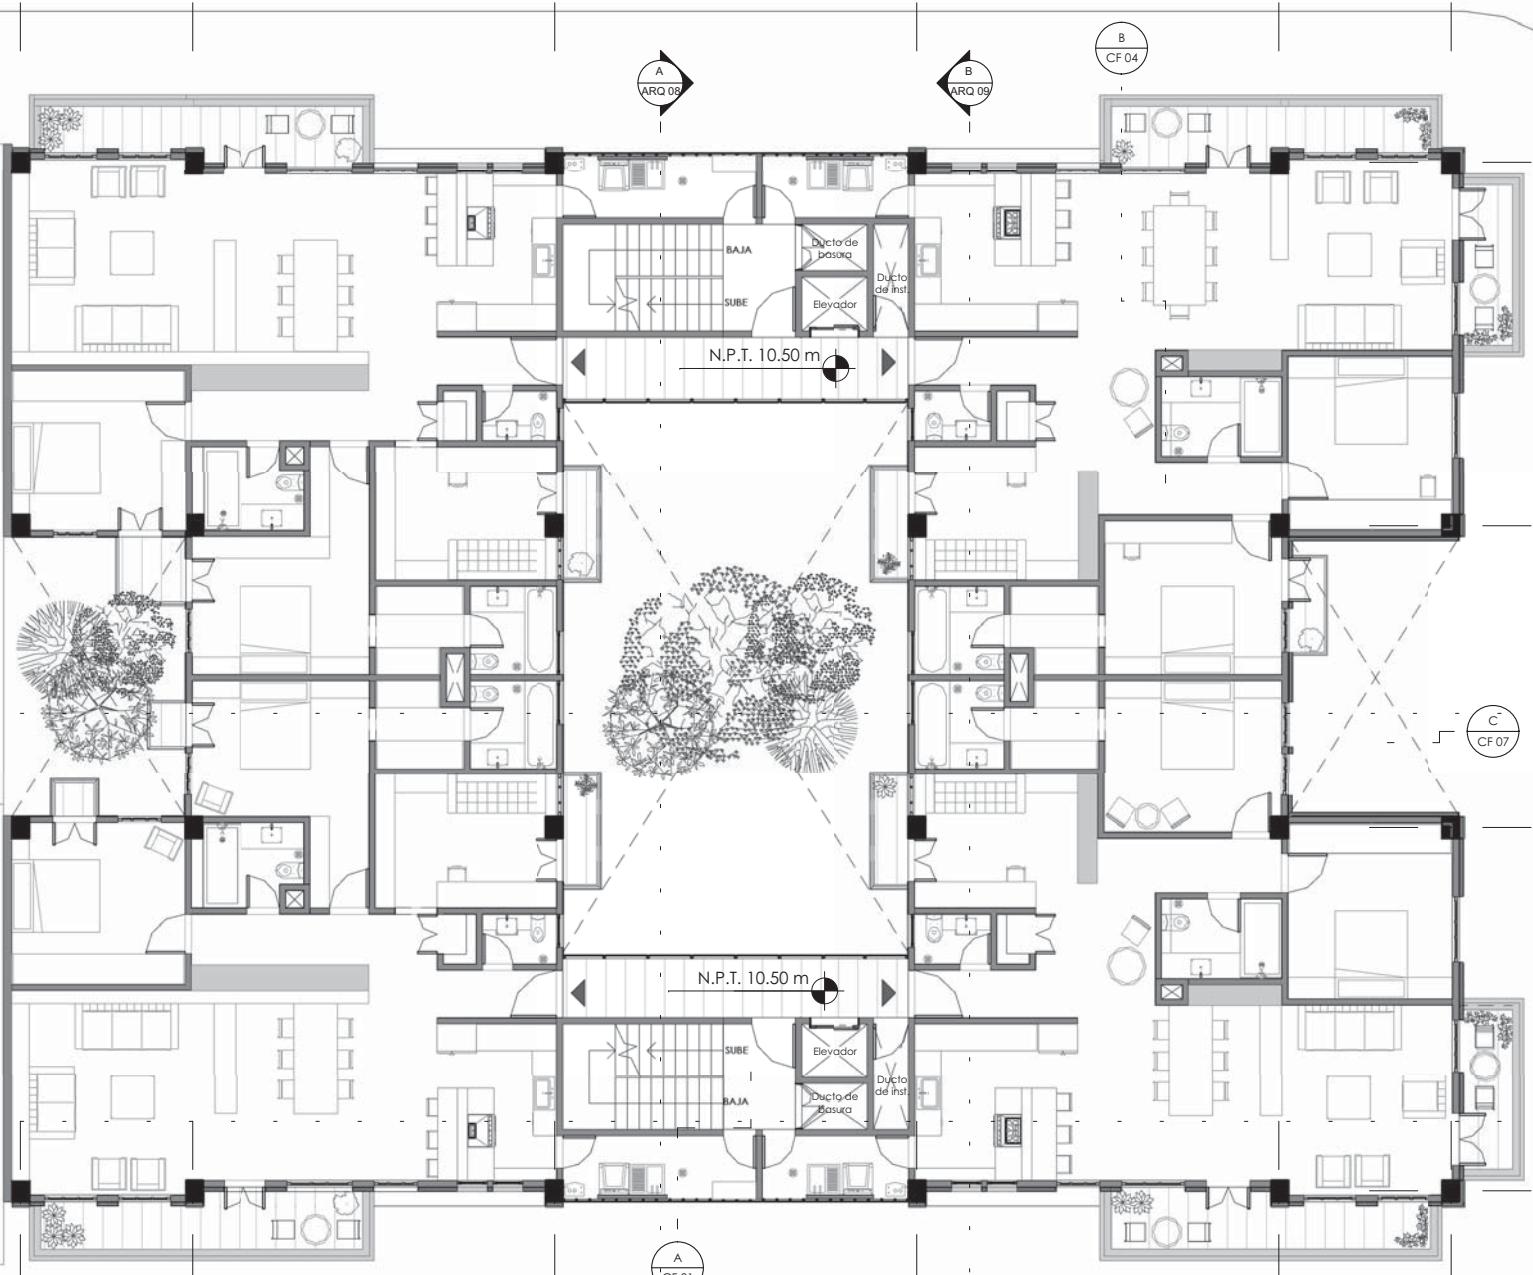 A
ARQ 08
B
ARQ 09
B
CF 04
BAJA
SUBE
Ducto de
basura
Elevador
Ducto
de inst.
N.P.T. 10.50 m
C
CF 07
N.P.T. 10.50 m
SUBE
BAJA
Elevador
Ducto de
basura
Ducto
de inst.
A